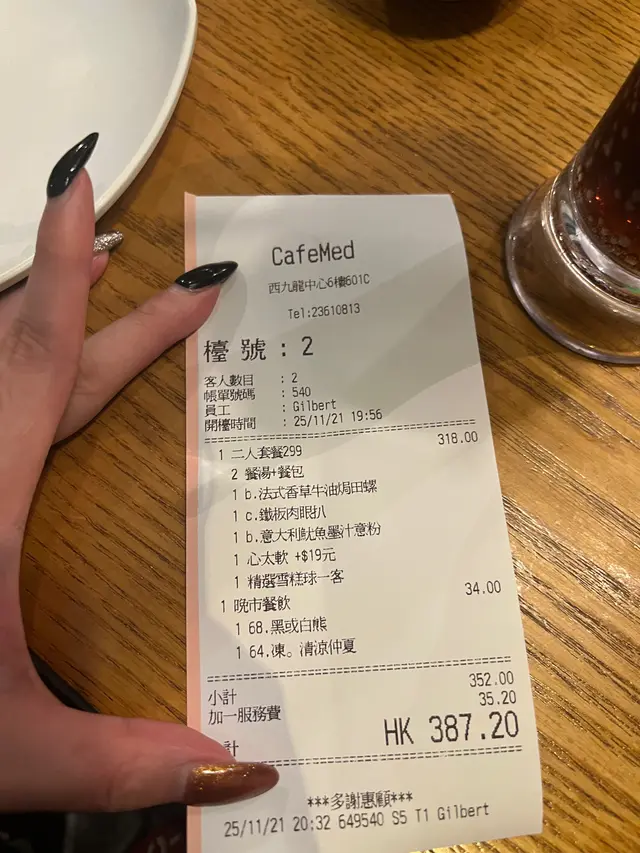 CafeMed
西九龍中心6樓601C
Tel:23610813
檯號:2
客人數目 :2
帳單號碼 :540
員工 :Gilbert
開檯時間 :25/11/21 19:56
1 二人套餐299 318.00
2 餐湯+餐包
1 b.法式香草牛油焗田螺
1 c.鐵板肉眼扒
1 b.意大利魷魚墨汁意粉
1 心太軟 +$19元
1 精選雪糕球一客
1 晚市餐飲 34.00
1 68.黑或白熊
1 64.凍。清涼仲夏
小計 352.00
加一服務費 35.20
計 HK 387.20
***多謝惠顧***
25/11/21 20:32 649540 S5 T1 Gilbert